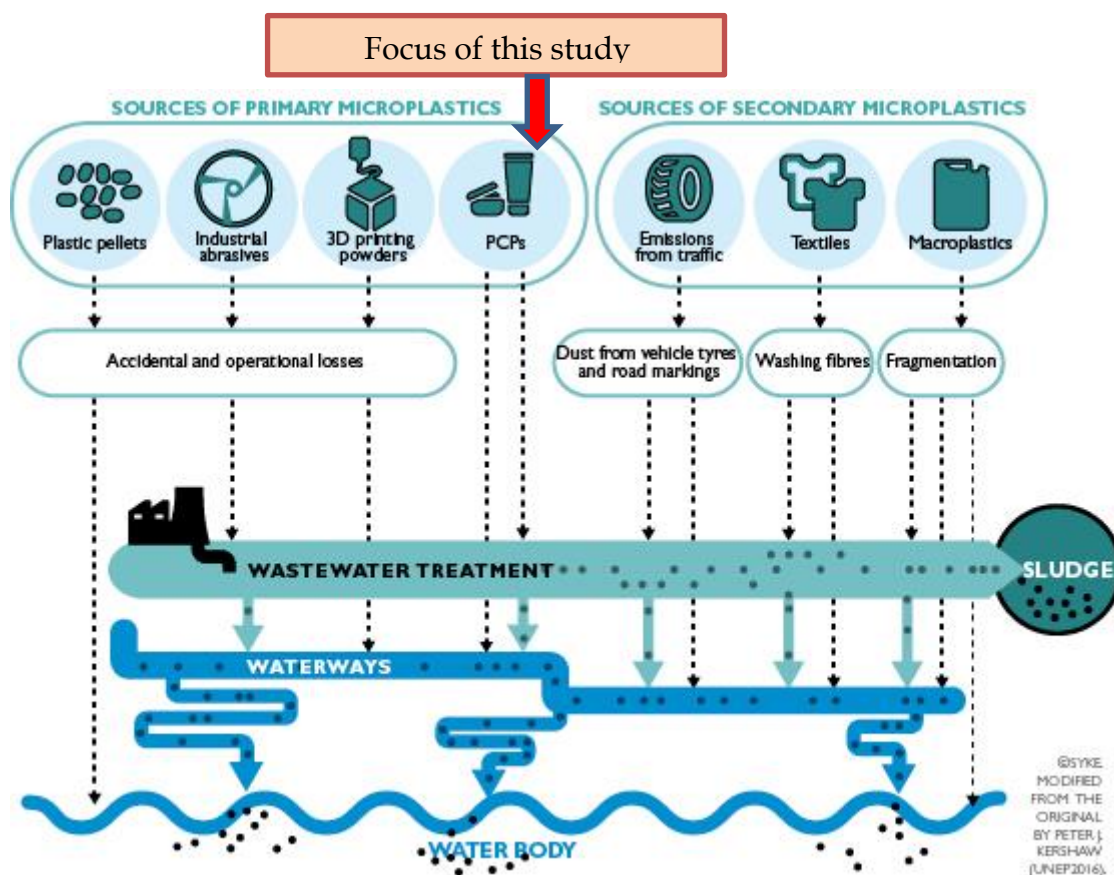 Focus of this study
SOURCES OF PRIMARY MICROPLASTICS
SOURCES OF SECONDARY MICROPLASTICS
Plastic pellets
Industrial
abrasives
3D printing
powders
PCPs
Emissions
from traffic
Textiles
Macroplastics
Accidental and operational losses
Dust from vehicle tyres
and road markings
Washing fibres
Fragmentation
WASTEWATER TREATMENT
SLUDGE
WATERWAYS
WATER BODY
©SYKE
MODIFIED
FROM THE
ORIGINAL
BY PETER J.
KERSHAW
(UNEP2016).